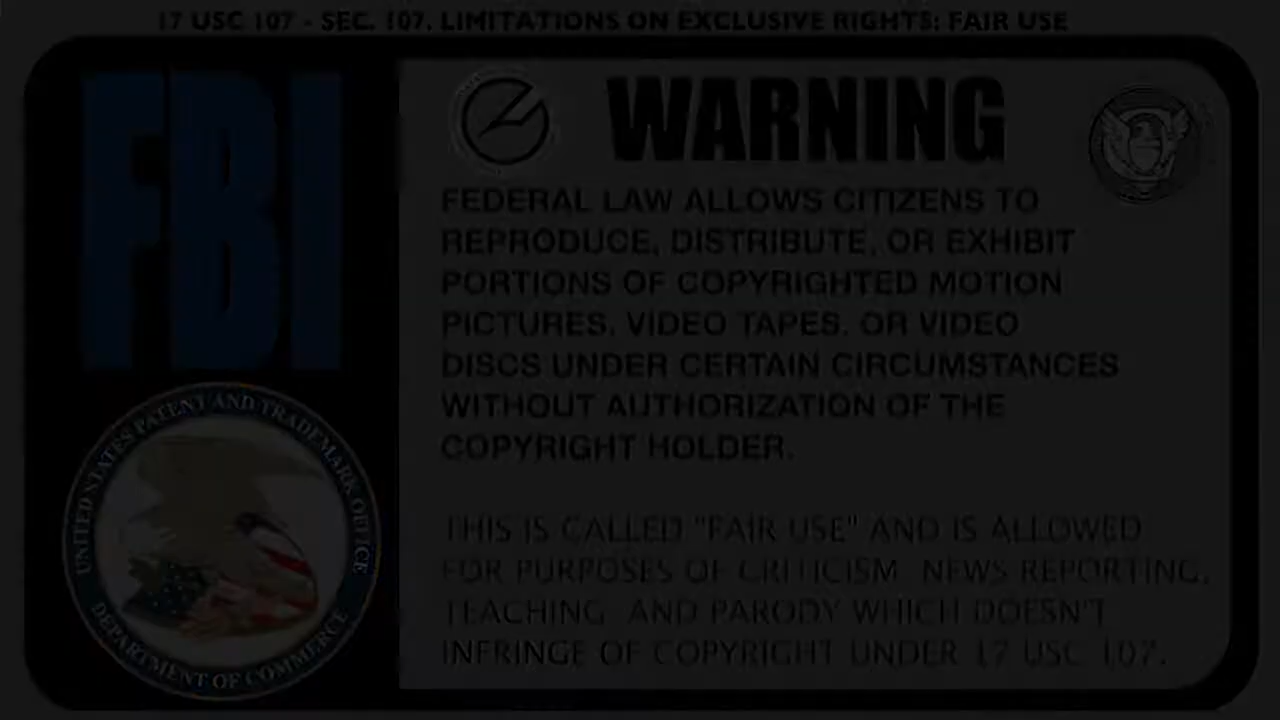 17 USC 107 - SEC. 107. LIMITATIONS ON EXCLUSIVE RIGHTS: FAIR USE
FBI
WARNING
FEDERAL LAW ALLOWS CITIZENS TO
REPRODUCE, DISTRIBUTE, OR EXHIBIT
PORTIONS OF COPYRIGHTED MOTION
PICTURES, VIDEO TAPES, OR VIDEO
DISCS UNDER CERTAIN CIRCUMSTANCES
WITHOUT AUTHORIZATION OF THE
COPYRIGHT HOLDER.
THIS IS CALLED "FAIR USE" AND IS ALLOWED
FOR PURPOSES OF CRITICISM, NEWS REPORTING,
TEACHING, AND PARODY WHICH DOESN'T
INFRINGE OF COPYRIGHT UNDER 17 USC 107.
UNITED STATES PATENT AND TRADEMARK OFFICE
DEPARTMENT OF COMMERCE